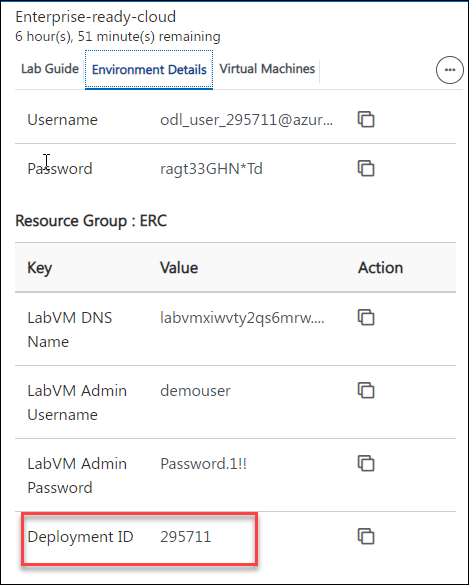 Enterprise-ready-cloud
6 hour(s), 51 minute(s) remaining
Lab Guide Environment Details Virtual Machines
Username odl_user_295711@azur...
Password ragt33GHN*Td
Resource Group : ERC
Key Value Action
LabVM DNS labvmxiwvty2qs6mrw....
Name
LabVM Admin demouser
Username
LabVM Admin Password.1!!
Password
Deployment ID 295711